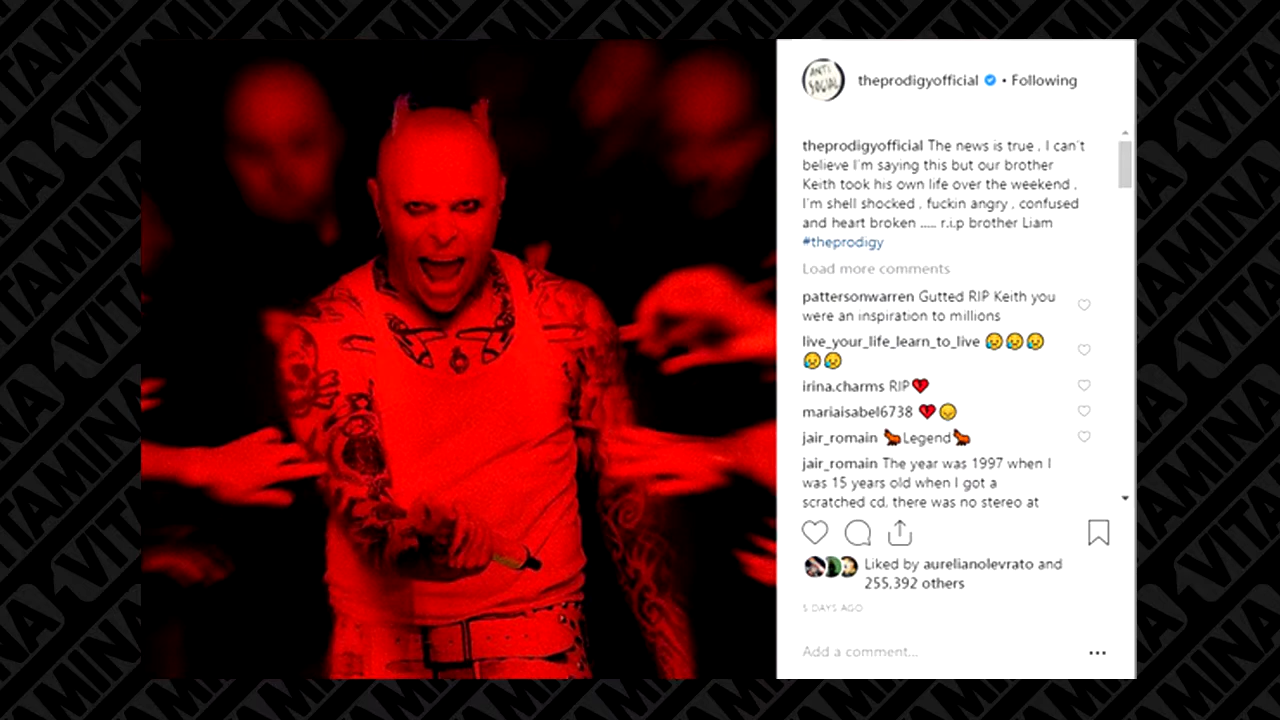 VITAMINA
ANTI
SOCIAL
theprodigyofficial • Following
theprodigyofficial The news is true , I can't
believe I'm saying this but our brother
Keith took his own life over the weekend ,
I'm shell shocked , fuckin angry , confused
and heart broken ..... r.i.p brother Liam
#theprodigy
Load more comments
pattersonwarren Gutted RIP Keith you
were an inspiration to millions
live_your_life_learn_to_live 😥😥😥
😥😥
irina.charms RIP💔
mariaisabel6738 💔😞
jair_romain 🐂Legend🐂
jair_romain The year was 1997 when I
was 15 years old when I got a
scratched cd, there was no stereo at
Liked by aurelianolevrato and
255,392 others
5 DAYS AGO
Add a comment...